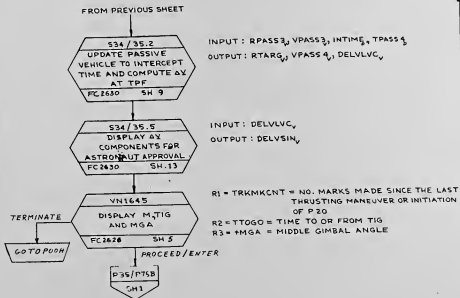 FROM PREVIOUS SHEET
S34/35.2
UPDATE PASSIVE
VEHICLE TO INTERCEPT
TIME AND COMPUTE ΔV
AT TPF
FC2630 SH 9
INPUT: RPASS3, VPASS3, INTIME, TPASS4
OUTPUT: RTARG, VPASS4, DELVLVC
S34/35.5
DISPLAY ΔV
COMPONENTS FOR
ASTRONAUT APPROVAL
FC2630 SH.13
INPUT: DELVLVC
OUTPUT: DELVSIN
VN1645
DISPLAY M,TIG
AND MGA
FC2628 SH 5
R1 = TRKMKCNT = NO. MARKS MADE SINCE THE LAST
THRUSTING MANEUVER OR INITIATION
OF P20
R2 = TTOGO = TIME TO OR FROM TIG
R3 = +MGA = MIDDLE GIMBAL ANGLE
TERMINATE
GO TO POOH
PROCEED/ENTER
P35/P75B
SH1